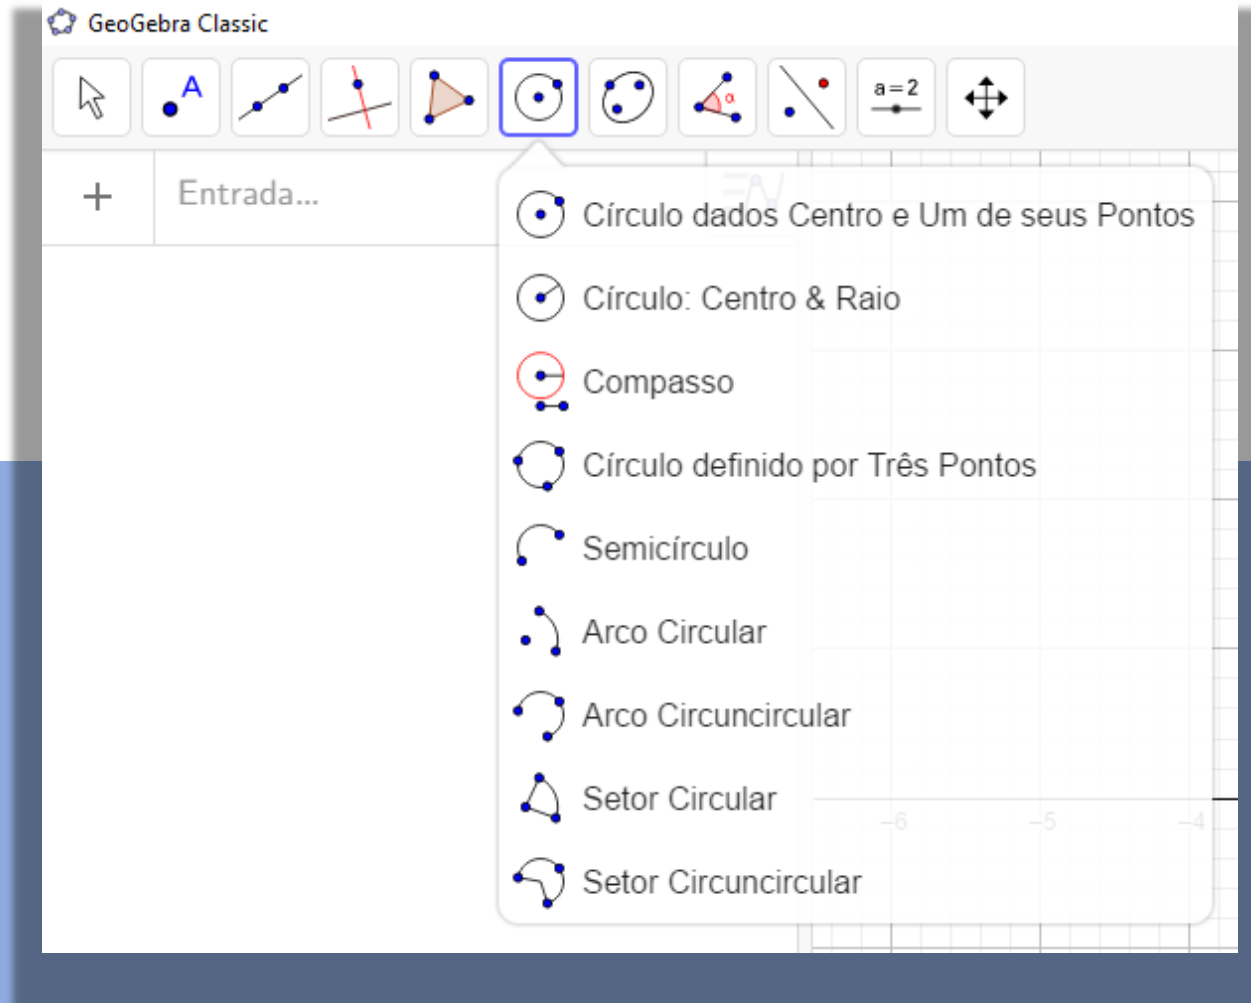 GeoGebra Classic
A
α
a=2
+
Entrada...
Círculo dados Centro e Um de seus Pontos
Círculo: Centro & Raio
Compasso
Círculo definido por Três Pontos
Semicírculo
Arco Circular
Arco Circuncircular
Setor Circular
−6 −5 −4
Setor Circuncircular